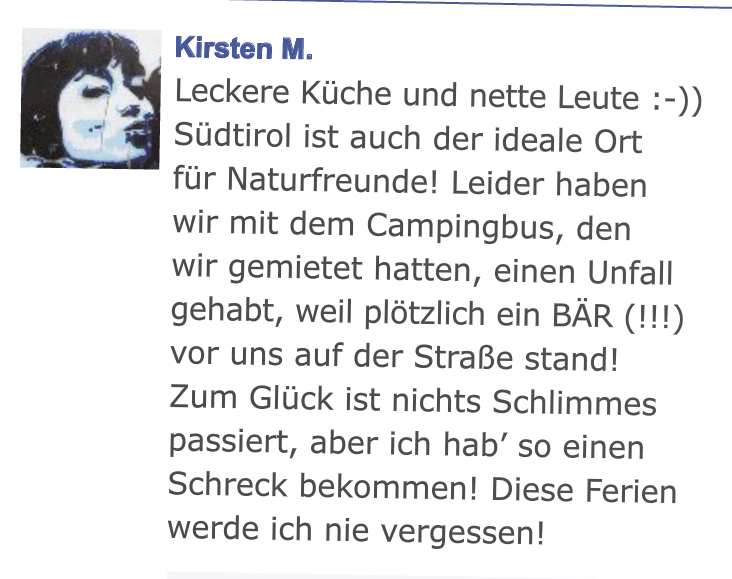 Kirsten M.
Leckere Küche und nette Leute :-))
Südtirol ist auch der ideale Ort
für Naturfreunde! Leider haben
wir mit dem Campingbus, den
wir gemietet hatten, einen Unfall
gehabt, weil plötzlich ein BÄR (!!!)
vor uns auf der Straße stand!
Zum Glück ist nichts Schlimmes
passiert, aber ich hab’ so einen
Schreck bekommen! Diese Ferien
werde ich nie vergessen!